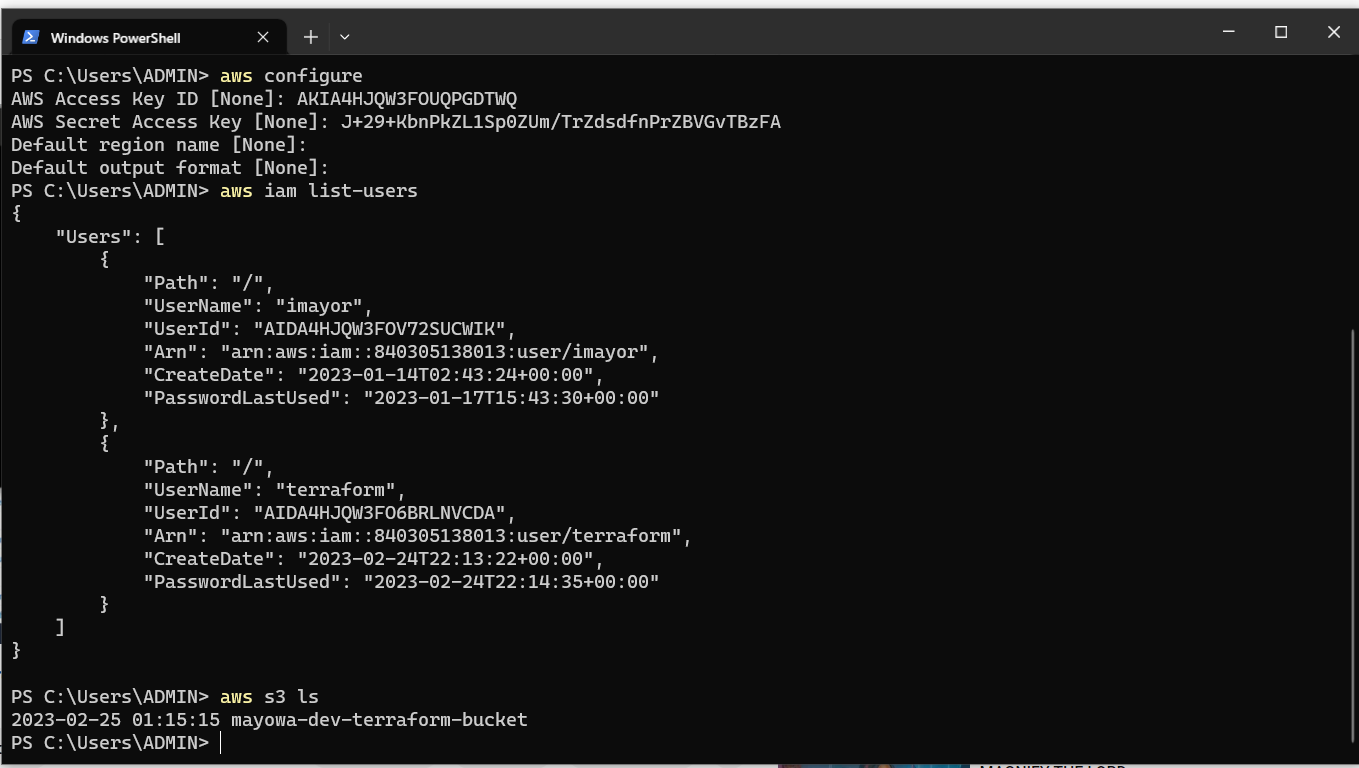 Windows PowerShell
PS C:\Users\ADMIN> aws configure
AWS Access Key ID [None]: AKIA4HJQW3FOUQPGDTWQ
AWS Secret Access Key [None]: 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
Default region name [None]:
Default output format [None]:
PS C:\Users\ADMIN> aws iam list-users
{
    "Users": [
        {
            "Path": "/",
            "UserName": "imayor",
            "UserId": "AIDA4HJQW3FOV72SUCWIK",
            "Arn": "arn:aws:iam::840305138013:user/imayor",
            "CreateDate": "2023-01-14T02:43:24+00:00",
            "PasswordLastUsed": "2023-01-17T15:43:30+00:00"
        },
        {
            "Path": "/",
            "UserName": "terraform",
            "UserId": "AIDA4HJQW3FO6BRLNVCDA",
            "Arn": "arn:aws:iam::840305138013:user/terraform",
            "CreateDate": "2023-02-24T22:13:22+00:00",
            "PasswordLastUsed": "2023-02-24T22:14:35+00:00"
        }
    ]
}
PS C:\Users\ADMIN> aws s3 ls
2023-02-25 01:15:15 mayowa-dev-terraform-bucket
PS C:\Users\ADMIN>